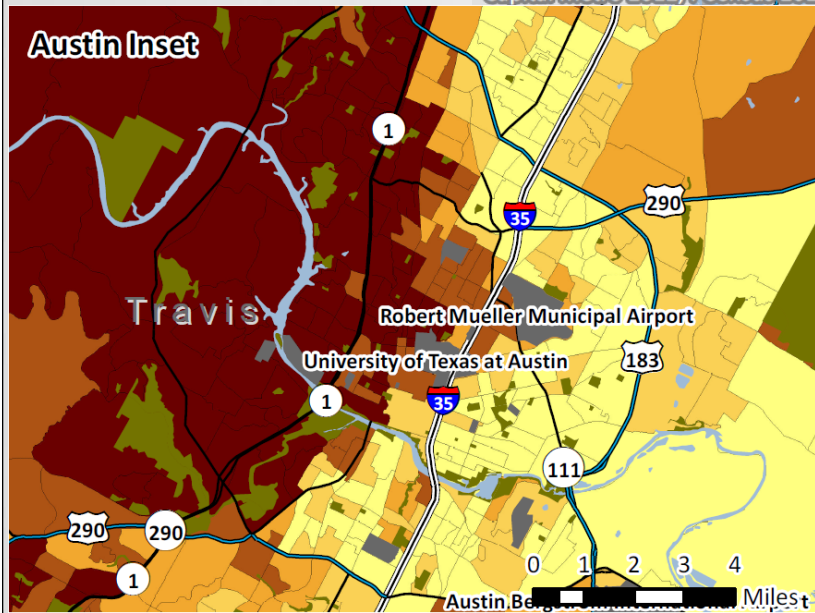 Austin Inset
1
290
35
Travis
Robert Mueller Municipal Airport
University of Texas at Austin
183
1
35
111
290
290
1
0 1 2 3 4
Miles
Austin